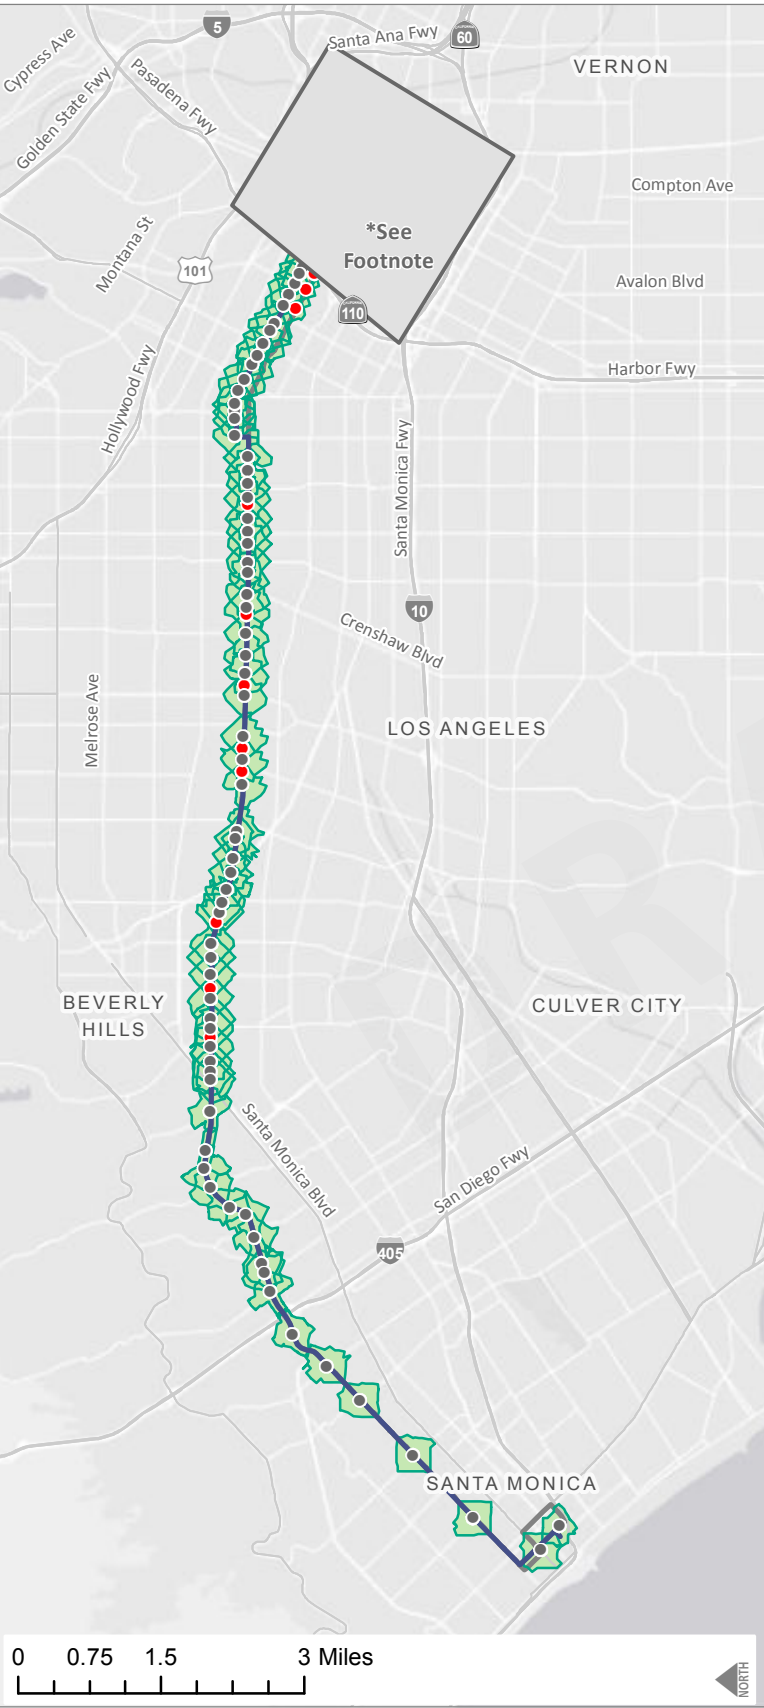 5
Santa Ana Fwy
60
Cypress Ave
VERNON
Pasadena Fwy
Golden State Fwy
Compton Ave
*See
Footnote
Montana St
101
Avalon Blvd
110
Harbor Fwy
Hollywood Fwy
Santa Monica Fwy
10
Crenshaw Blvd
Melrose Ave
LOS ANGELES
BEVERLY
HILLS
CULVER CITY
Santa Monica Blvd
San Diego Fwy
405
SANTA MONICA
0 0.75 1.5 3 Miles
NORTH